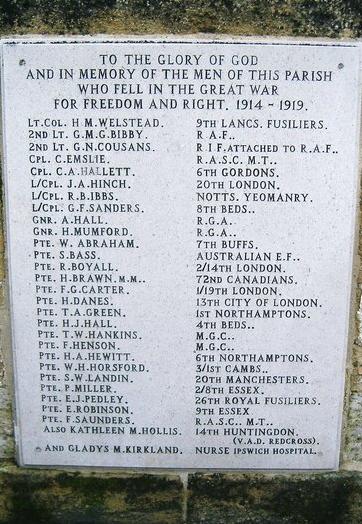 TO THE GLORY OF GOD
AND IN MEMORY OF THE MEN OF THIS PARISH
WHO FELL IN THE GREAT WAR
FOR FREEDOM AND RIGHT. 1914 - 1919.
LT. COL. H.M. WELSTEAD. 9TH LANCS. FUSILIERS.
2ND LT. G.M.G. BIBBY. R.A.F..
2ND LT. G.N. COUSANS. R.I.F. ATTACHED TO R.A.F..
CPL. C. EMSLIE. R.A.S.C. M.T..
CPL. C.A. HALLETT. 6TH GORDONS.
L/CPL. J.A. HINCH. 20TH LONDON.
L/CPL. R.B. IBBS. NOTTS. YEOMANRY.
L/CPL. G.F. SANDERS. 8TH BEDS..
GNR. A. HALL. R.G.A.
GNR. H. MUMFORD. R.G.A..
PTE. W. ABRAHAM. 7TH BUFFS.
PTE. S. BASS. AUSTRALIAN E.F..
PTE. R. BOYALL. 2/14TH LONDON.
PTE. H. BRAWN. M.M.. 72ND CANADIANS.
PTE. F.G. CARTER. 1/19TH LONDON.
PTE. H. DANES. 13TH CITY OF LONDON.
PTE. T.A. GREEN. 1ST NORTHAMPTONS.
PTE. H.J. HALL. 4TH BEDS..
PTE. T.W. HANKINS. M.G.C..
PTE. F. HENSON. M.G.C..
PTE. H.A. HEWITT. 6TH NORTHAMPTONS.
PTE. W.H. HORSFORD. 3/1ST CAMBS..
PTE. S.W. LANDIN. 20TH MANCHESTERS.
PTE. P. MILLER. 2/8TH ESSEX.
PTE. E.J. PEDLEY. 26TH ROYAL FUSILIERS.
PTE. E. ROBINSON. 9TH ESSEX
PTE. F. SAUNDERS. R.A.S.C. M.T..
ALSO KATHLEEN M. HOLLIS. 14TH HUNTINGDON.
(V.A.D. REDCROSS).
AND GLADYS M. KIRKLAND. NURSE IPSWICH HOSPITAL.